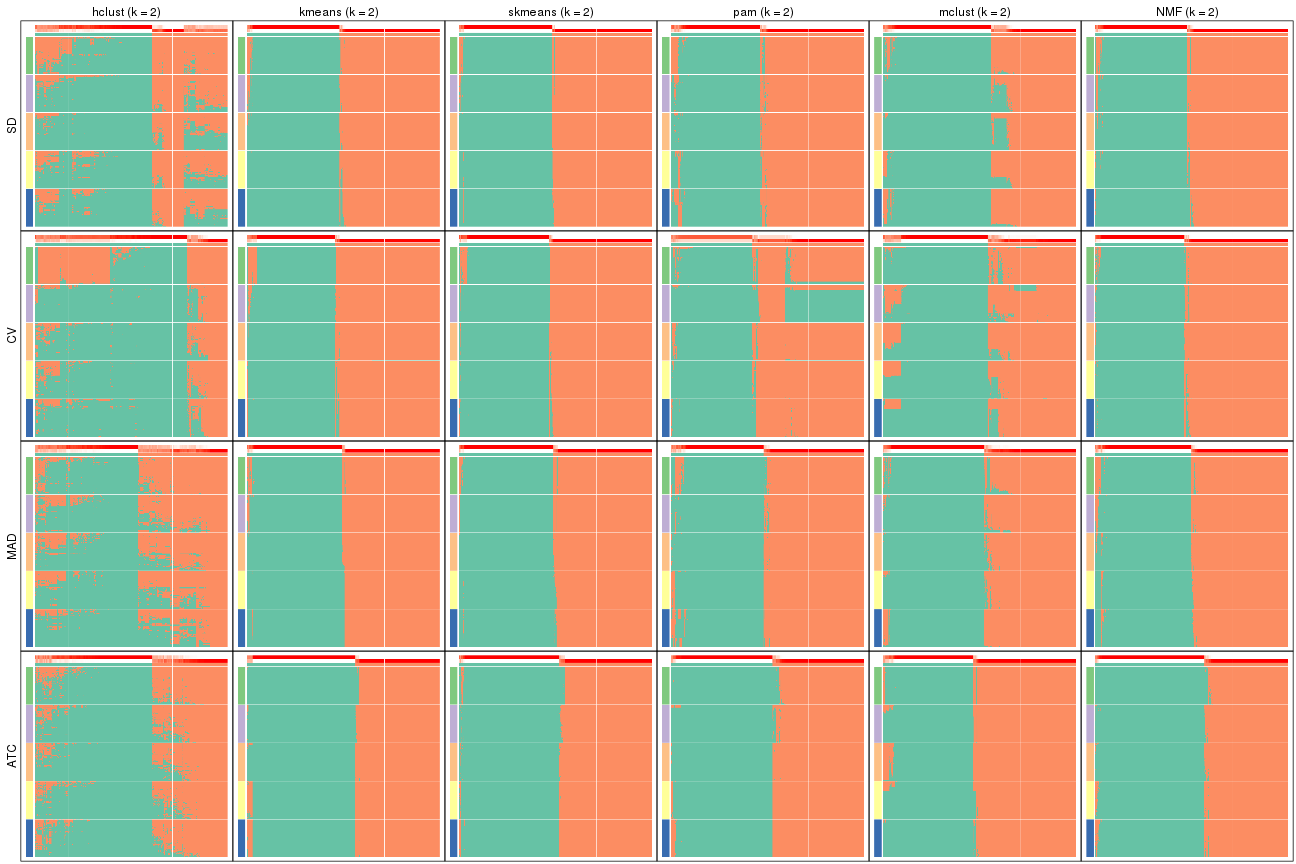 hclust (k = 2)
kmeans (k = 2)
skmeans (k = 2)
pam (k = 2)
mclust (k = 2)
NMF (k = 2)
SD
CV
MAD
ATC